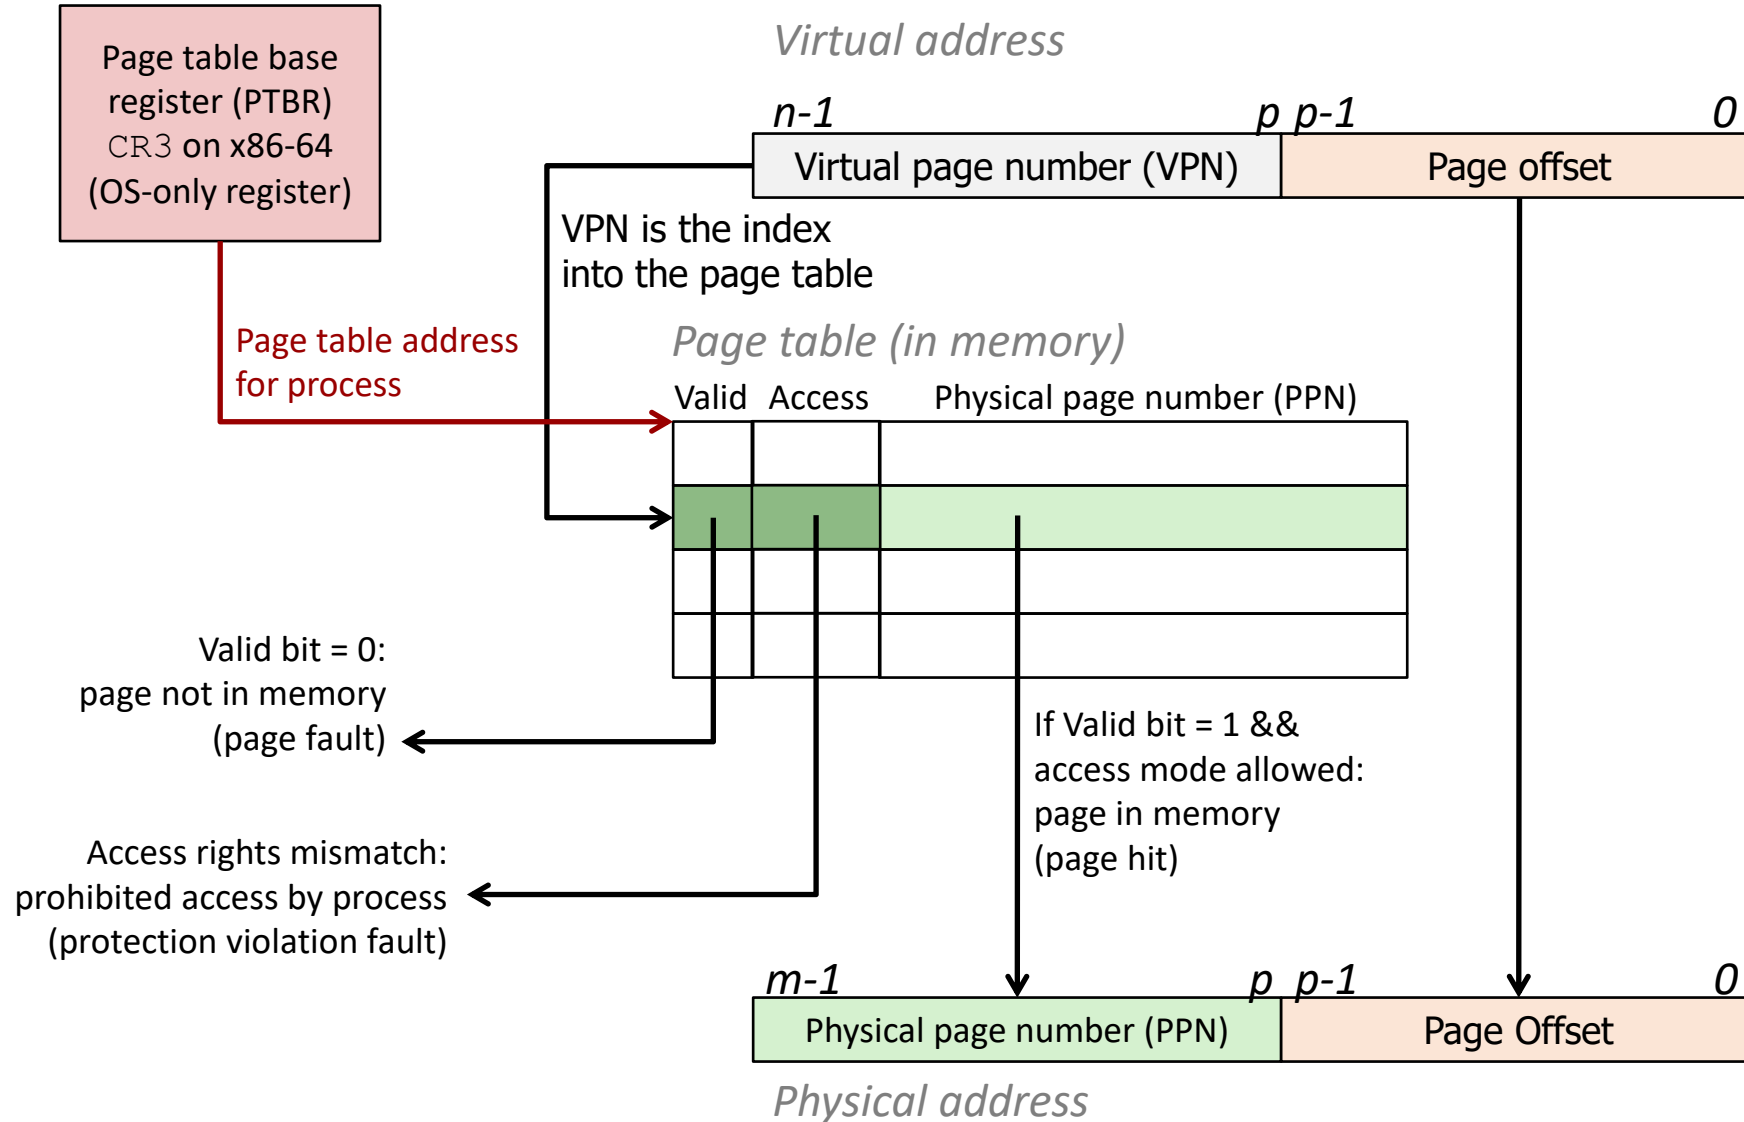 Page table base
register (PTBR)
CR3 on x86-64
(OS-only register)
Virtual address
n-1 p p-1 0
Virtual page number (VPN) Page offset
VPN is the index
into the page table
Page table address
for process
Page table (in memory)
Valid Access Physical page number (PPN)
Valid bit = 0:
page not in memory
(page fault)
If Valid bit = 1 &&
access mode allowed:
page in memory
(page hit)
Access rights mismatch:
prohibited access by process
(protection violation fault)
m-1 p p-1 0
Physical page number (PPN) Page Offset
Physical address